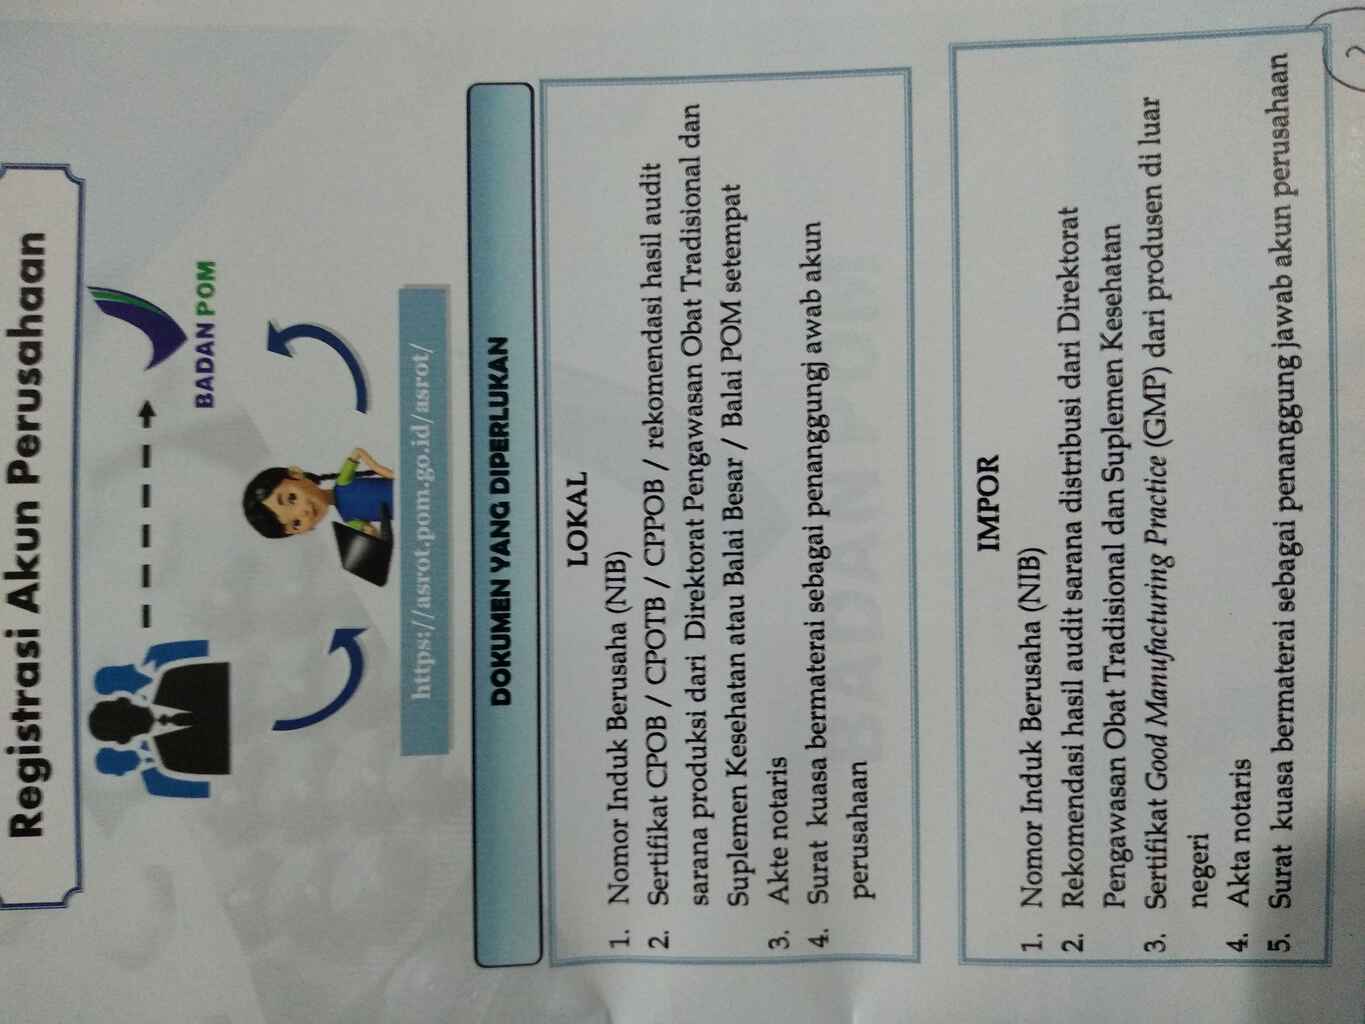 Registrasi Akun Perusahaan
BADAN POM
https://asrot.pom.go.id/asrot/
DOKUMEN YANG DIPERLUKAN
LOKAL
1. Nomor Induk Berusaha (NIB)
2. Sertifikat CPOB / CPOTB / CPPOB / rekomendasi hasil audit
sarana produksi dari Direktorat Pengawasan Obat Tradisional dan
Suplemen Kesehatan atau Balai Besar / Balai POM setempat
3. Akte notaris
4. Surat kuasa bermaterai sebagai penanggungj awab akun
perusahaan
BADAN POM
IMPOR
1. Nomor Induk Berusaha (NIB)
2. Rekomendasi hasil audit sarana distribusi dari Direktorat
Pengawasan Obat Tradisional dan Suplemen Kesehatan
3. Sertifikat Good Manufacturing Practice (GMP) dari produsen di luar
negeri
4. Akta notaris
5. Surat kuasa bermaterai sebagai penanggung jawab akun perusahaan